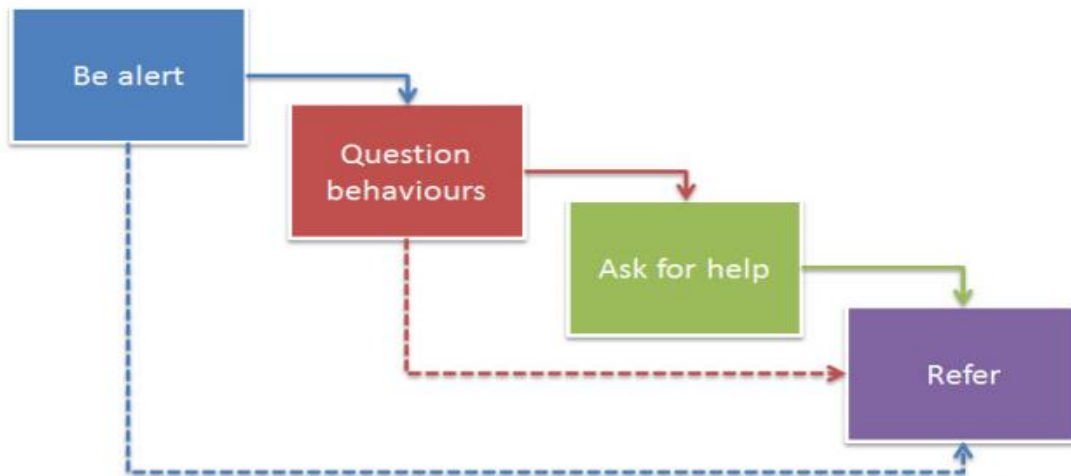 Be alert
Question
behaviours
Ask for help
Refer